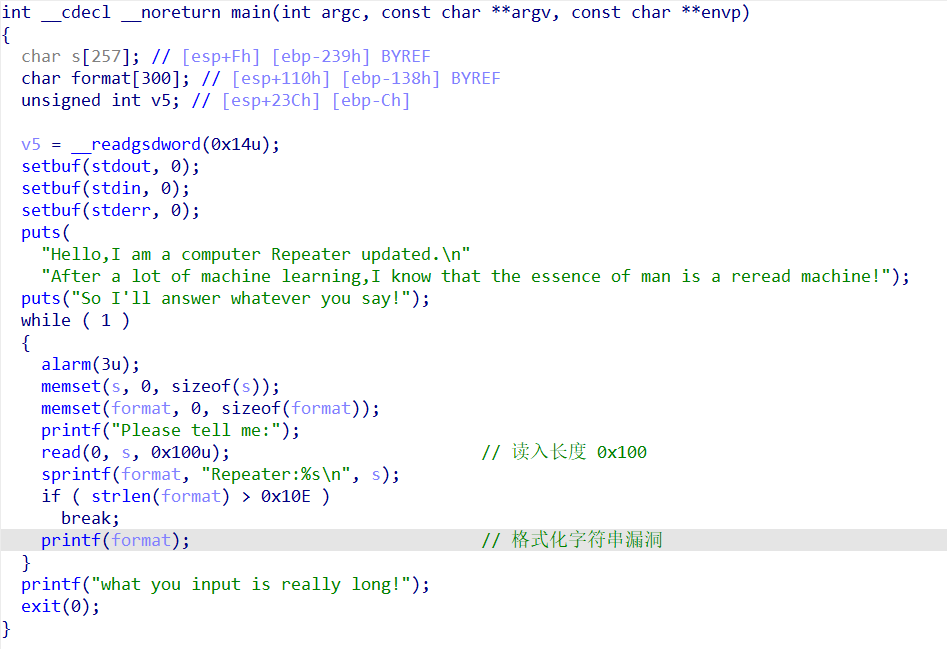 int __cdecl __noreturn main(int argc, const char **argv, const char **envp)
{
char s[257]; // [esp+Fh] [ebp-239h] BYREF
char format[300]; // [esp+110h] [ebp-138h] BYREF
unsigned int v5; // [esp+23Ch] [ebp-Ch]
v5 = __readgsdword(0x14u);
setbuf(stdout, 0);
setbuf(stdin, 0);
setbuf(stderr, 0);
puts(
"Hello,I am a computer Repeater updated.\n"
"After a lot of machine learning,I know that the essence of man is a reread machine!");
puts("So I'll answer whatever you say!");
while ( 1 )
{
alarm(3u);
memset(s, 0, sizeof(s));
memset(format, 0, sizeof(format));
printf("Please tell me:");
read(0, s, 0x100u); // 读入长度 0x100
sprintf(format, "Repeater:%s\n", s);
if ( strlen(format) > 0x10E )
break;
printf(format); // 格式化字符串漏洞
}
printf("what you input is really long!");
exit(0);
}